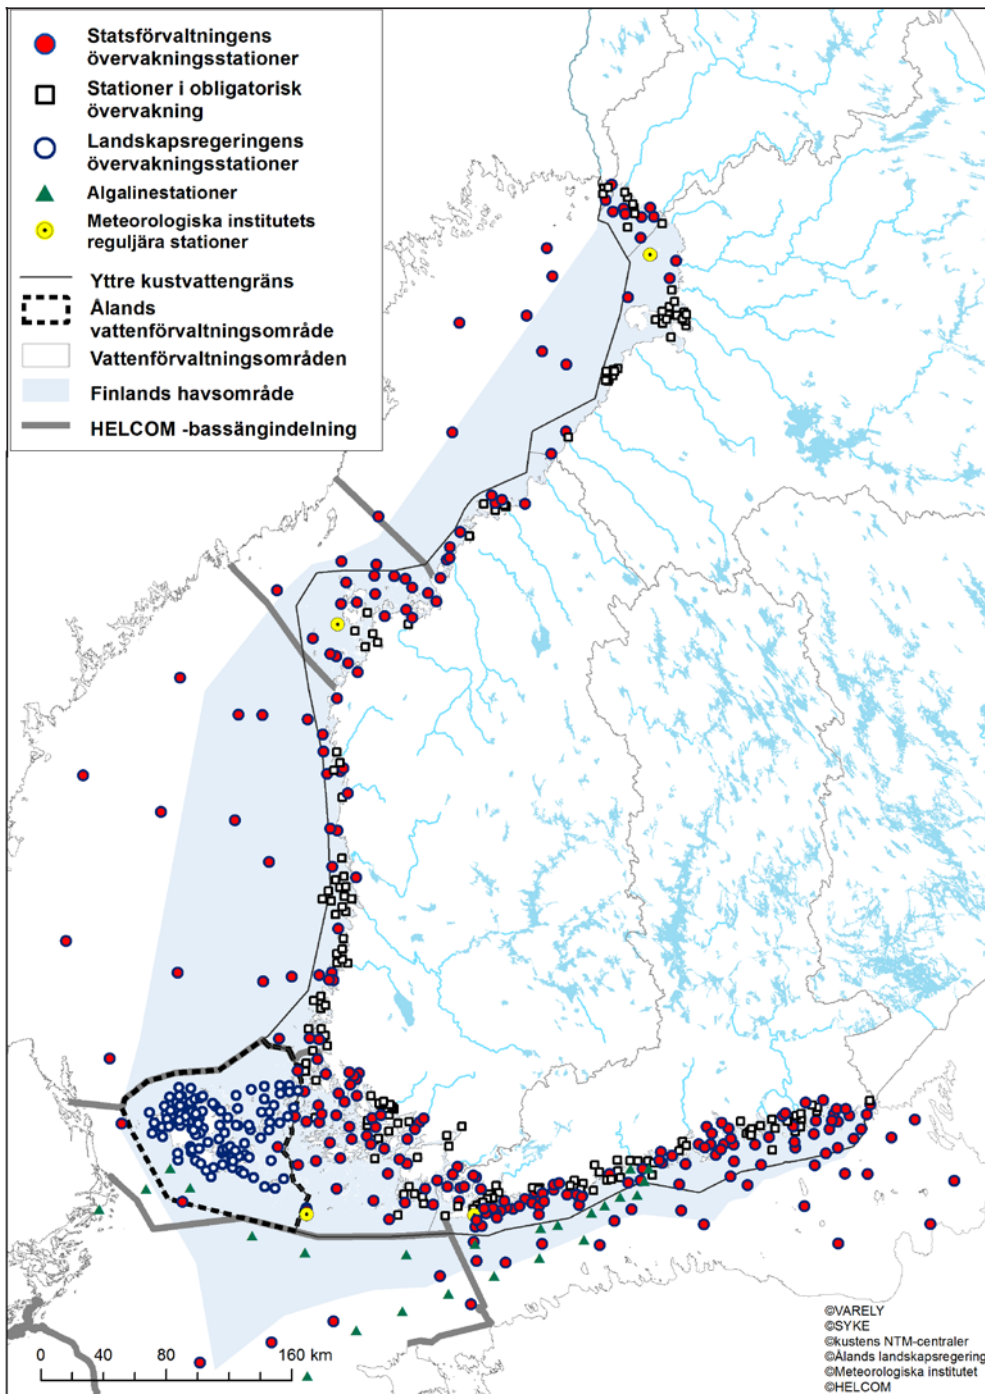 Statsförvaltningens
övervakningsstationer
Stationer i obligatorisk
övervakning
Landskapsregeringens
övervakningsstationer
Algalinestationer
Meteorologiska institutets
reguljära stationer
Yttre kustvattengräns
Ålands
vattenförvaltningsområde
Vattenförvaltningsområden
Finlands havsområde
HELCOM -bassängindelning
0 40 80 160 km
©VARELY
©SYKE
©kustens NTM-centraler
©Ålands landskapsregering
©Meteorologiska institutet
©HELCOM